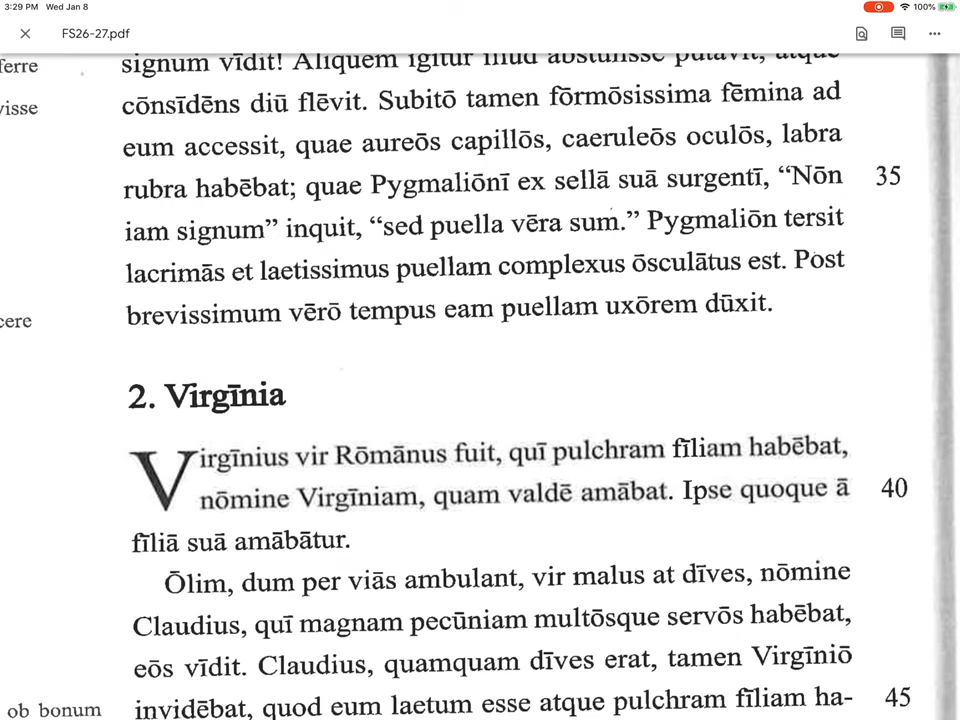 3:29 PM Wed Jan 8
100%
FS26-27.pdf
ferre
signum vīdit! Aliquem igitur illud abstulisse putāvit, atque
visse
cōnsīdēns diū flēvit. Subitō tamen fōrmōsissima fēmina ad
eum accessit, quae aureōs capillōs, caeruleōs oculōs, labra
rubra habēbat; quae Pygmaliōnī ex sellā suā surgentī, “Nōn 35
iam signum” inquit, “sed puella vēra sum.” Pygmaliōn tersit
lacrimās et laetissimus puellam complexus ōsculātus est. Post
cere
brevissimum vērō tempus eam puellam uxōrem dūxit.
2. Virgīnia
Virgīnius vir Rōmānus fuit, quī pulchram fīliam habēbat,
nōmine Virgīniam, quam valdē amābat. Ipse quoque ā 40
fīliā suā amābātur.
Ōlim, dum per viās ambulant, vir malus at dīves, nōmine
Claudius, quī magnam pecūniam multōsque servōs habēbat,
eōs vīdit. Claudius, quamquam dīves erat, tamen Virgīniō
ob bonum
invidēbat, quod eum laetum esse atque pulchram fīliam ha- 45